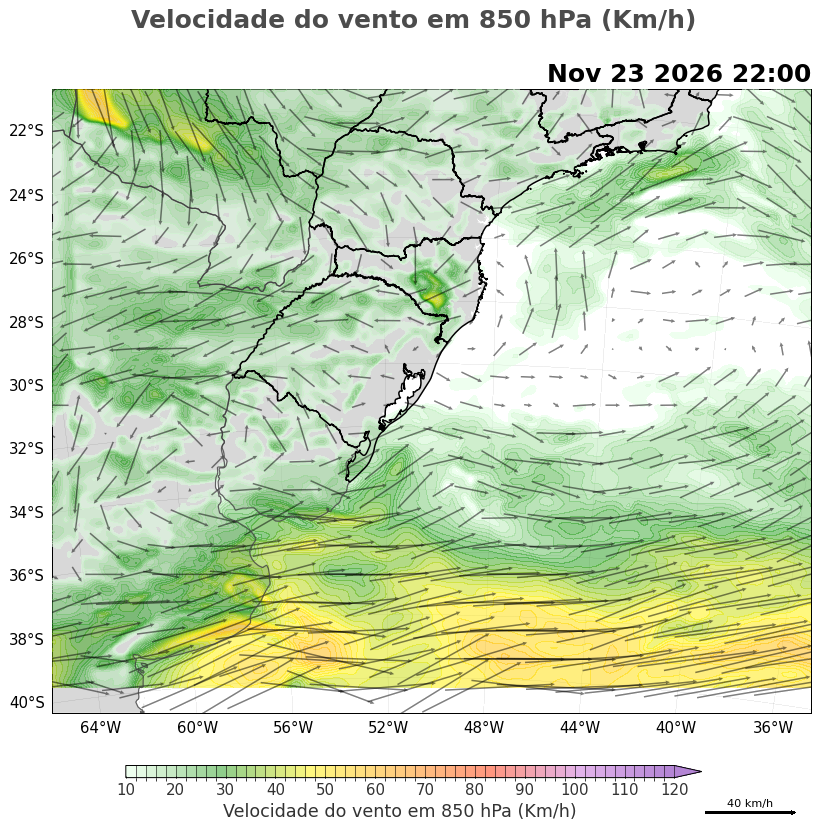 Velocidade do vento em 850 hPa (Km/h)
Nov 23 2026 22:00
22°S
24°S
26°S
28°S
30°S
32°S
34°S
36°S
38°S
40°S
64°W 60°W 56°W 52°W 48°W 44°W 40°W 36°W
10 20 30 40 50 60 70 80 90 100 110 120
Velocidade do vento em 850 hPa (Km/h)
40 km/h